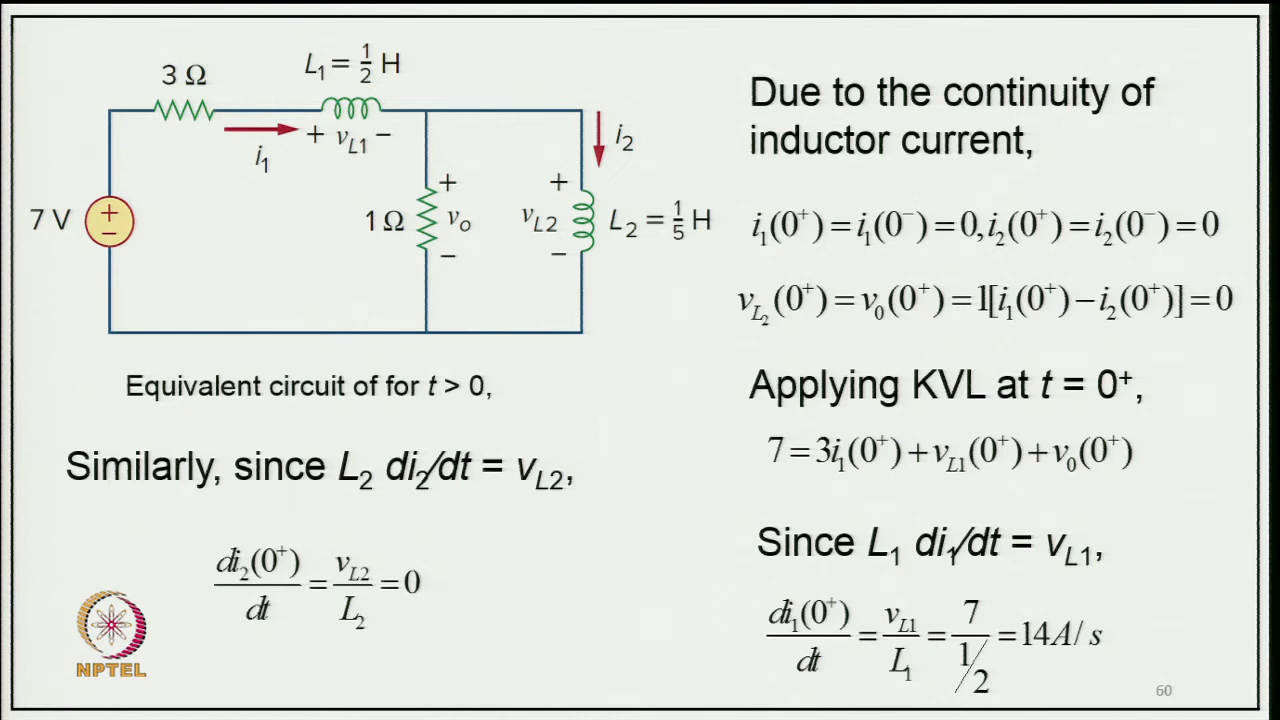 3 Ω
L₁ = 1/2 H
i₁
+ v_L1 −
i₂
7 V
+
−
1 Ω
+
v_o
−
+
v_L2
−
L₂ = 1/5 H
Equivalent circuit of for t > 0,
Similarly, since L₂ di₂/dt = v_L2,
di₂(0⁺)/dt = v_L2/L₂ = 0
NPTEL
Due to the continuity of
inductor current,
i₁(0⁺) = i₁(0⁻) = 0, i₂(0⁺) = i₂(0⁻) = 0
v_L₂(0⁺) = v₀(0⁺) = 1[i₁(0⁺) − i₂(0⁺)] = 0
Applying KVL at t = 0⁺,
7 = 3i₁(0⁺) + v_L1(0⁺) + v₀(0⁺)
Since L₁ di₁/dt = v_L1,
di₁(0⁺)/dt = v_L1/L₁ = 7/(1/2) = 14A/s
60